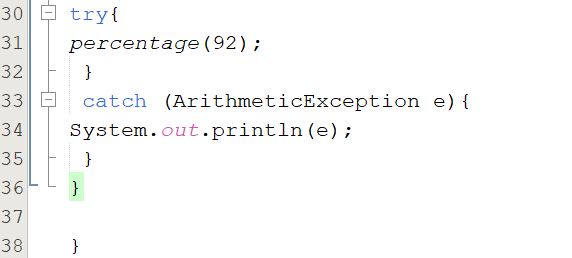 30 try{
31 percentage(92);
32 }
33 catch (ArithmeticException e){
34 System.out.println(e);
35 }
36 }
37
38 }